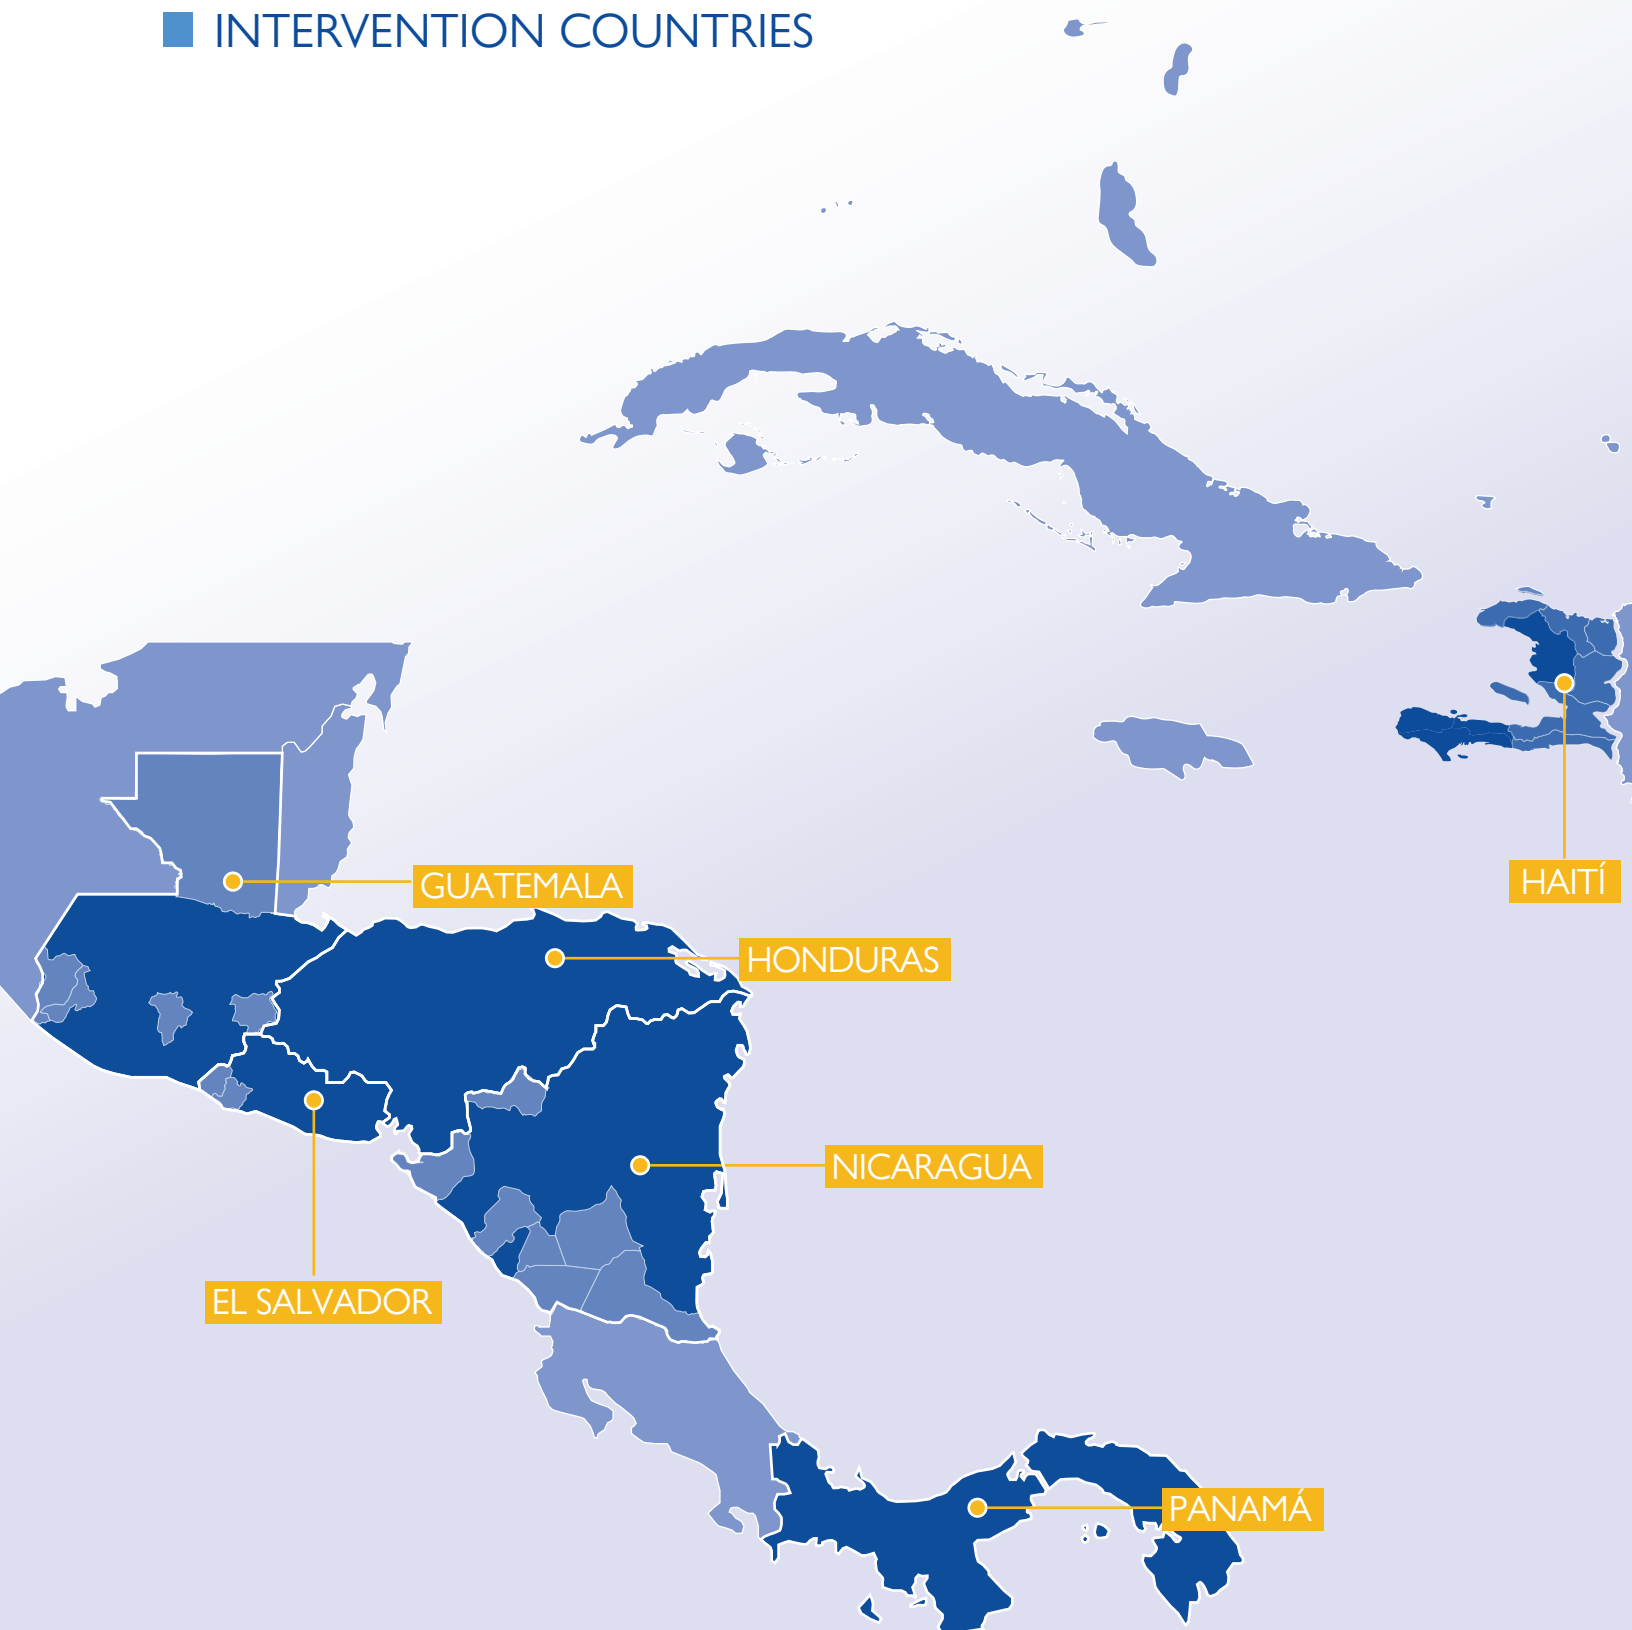 INTERVENTION COUNTRIES
GUATEMALA
HAITÍ
HONDURAS
NICARAGUA
EL SALVADOR
PANAMÁ